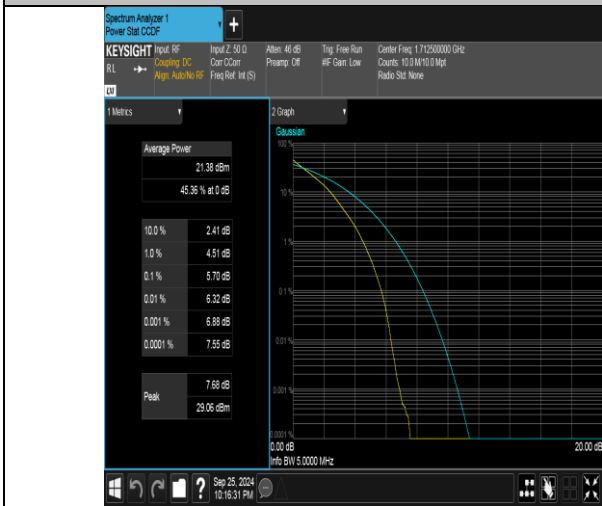 Spectrum Analyzer 1
Power Stat CCDF
+
KEYSIGHT Input: RF Input Z: 50 Ω Atten: 46 dB Trig: Free Run Center Freq: 1.712500000 GHz
RL Coupling: DC Corr CCorr Preamp: Off #IF Gain: Low Counts: 10.0 M/10.0 Mpt
Align: Auto/No RF Freq Ref: Int (S) Radio Std: None
LXI
1 Metrics
2 Graph
Gaussian
Average Power
21.38 dBm
45.36 % at 0 dB
10.0 % 2.41 dB
1.0 % 4.51 dB
0.1 % 5.70 dB
0.01 % 6.32 dB
0.001 % 6.88 dB
0.0001 % 7.55 dB
Peak 7.68 dB
29.06 dBm
100 %
10 %
1 %
0.1 %
0.01 %
0.001 %
0.0001 %
0.00 dB 20.00 dB
Info BW 5.0000 MHz
? Sep 25, 2024
10:16:31 PM